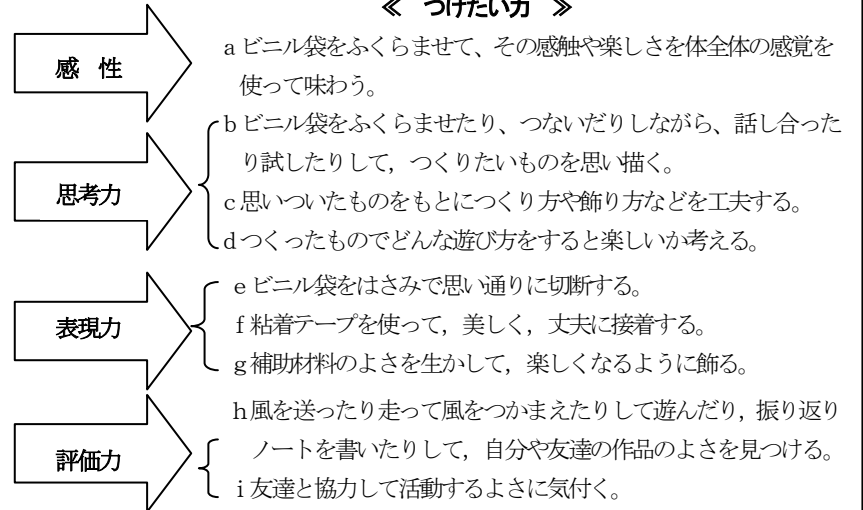 ≪ つけたい力 ≫
感 性
a ビニル袋をふくらませて、その感触や楽しさを体全体の感覚を
使って味わう。
思考力
b ビニル袋をふくらませたり、つないだりしながら、話し合った
り試したりして，つくりたいものを思い描く。
c 思いついたものをもとにつくり方や飾り方などを工夫する。
d つくったものでどんな遊び方をすると楽しいか考える。
表現力
e ビニル袋をはさみで思い通りに切断する。
f 粘着テープを使って，美しく，丈夫に接着する。
g 補助材料のよさを生かして，楽しくなるように飾る。
評価力
h 風を送ったり走って風をつかまえたりして遊んだり，振り返り
ノートを書いたりして，自分や友達の作品のよさを見つける。
i 友達と協力して活動するよさに気付く。